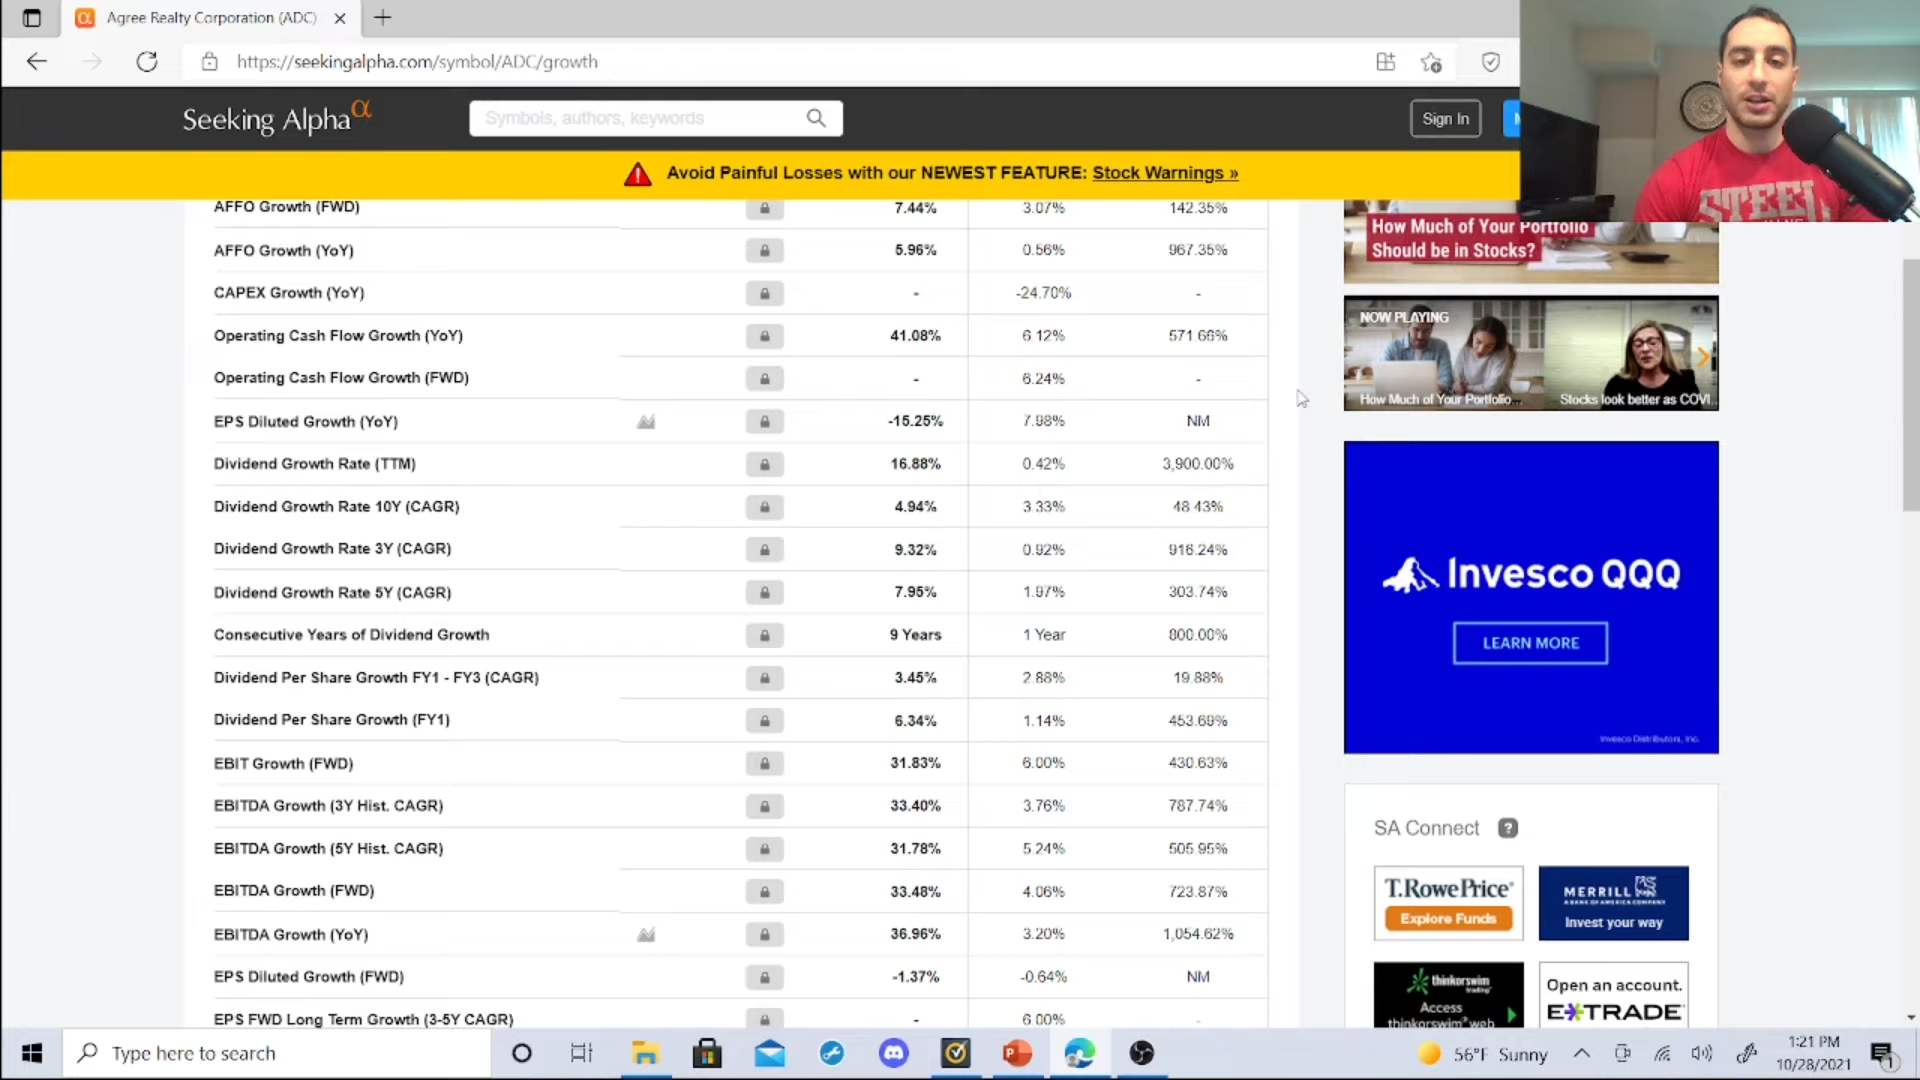 Agree Realty Corporation (ADC)
https://seekingalpha.com/symbol/ADC/growth
Seeking Alpha α
Symbols, authors, keywords
Sign In
Avoid Painful Losses with our NEWEST FEATURE: Stock Warnings »
STEEL
AFFO Growth (FWD) 7.44% 3.07% 142.35%
AFFO Growth (YoY) 5.96% 0.56% 967.35%
CAPEX Growth (YoY) - -24.70% -
Operating Cash Flow Growth (YoY) 41.08% 6.12% 571.66%
Operating Cash Flow Growth (FWD) - 6.24% -
EPS Diluted Growth (YoY) -15.25% 7.98% NM
Dividend Growth Rate (TTM) 16.88% 0.42% 3,900.00%
Dividend Growth Rate 10Y (CAGR) 4.94% 3.33% 48.43%
Dividend Growth Rate 3Y (CAGR) 9.32% 0.92% 916.24%
Dividend Growth Rate 5Y (CAGR) 7.95% 1.97% 303.74%
Consecutive Years of Dividend Growth 9 Years 1 Year 800.00%
Dividend Per Share Growth FY1 - FY3 (CAGR) 3.45% 2.88% 19.88%
Dividend Per Share Growth (FY1) 6.34% 1.14% 453.69%
EBIT Growth (FWD) 31.83% 6.00% 430.63%
EBITDA Growth (3Y Hist. CAGR) 33.40% 3.76% 787.74%
EBITDA Growth (5Y Hist. CAGR) 31.78% 5.24% 505.95%
EBITDA Growth (FWD) 33.48% 4.06% 723.87%
EBITDA Growth (YoY) 36.96% 3.20% 1,054.62%
EPS Diluted Growth (FWD) -1.37% -0.64% NM
EPS FWD Long Term Growth (3-5Y CAGR) - 6.00% -
How Much of Your Portfolio
Should be in Stocks?
NOW PLAYING
How Much of Your Portfolio...
Stocks look better as COVI...
Invesco QQQ
LEARN MORE
Invesco Distributors, Inc.
SA Connect ?
T.RowePrice®
Explore Funds
MERRILL
A BANK OF AMERICA COMPANY
Invest your way
thinkorswim
trading
Access
thinkorswim® web
Open an account.
E*TRADE
Type here to search
56°F Sunny
1:21 PM
10/28/2021
1